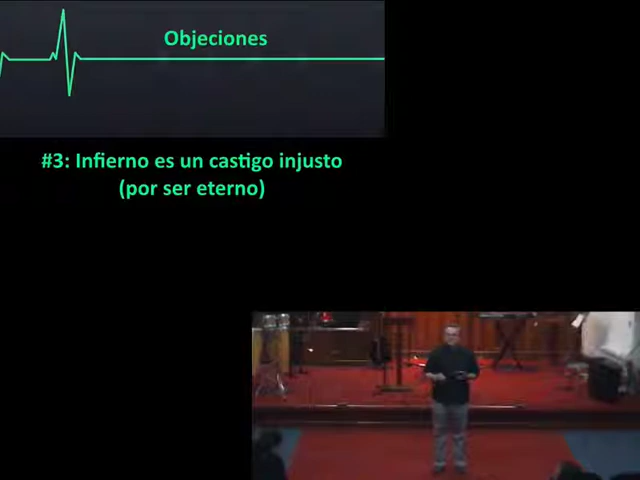 Objeciones
#3: Infierno es un castigo injusto
(por ser eterno)